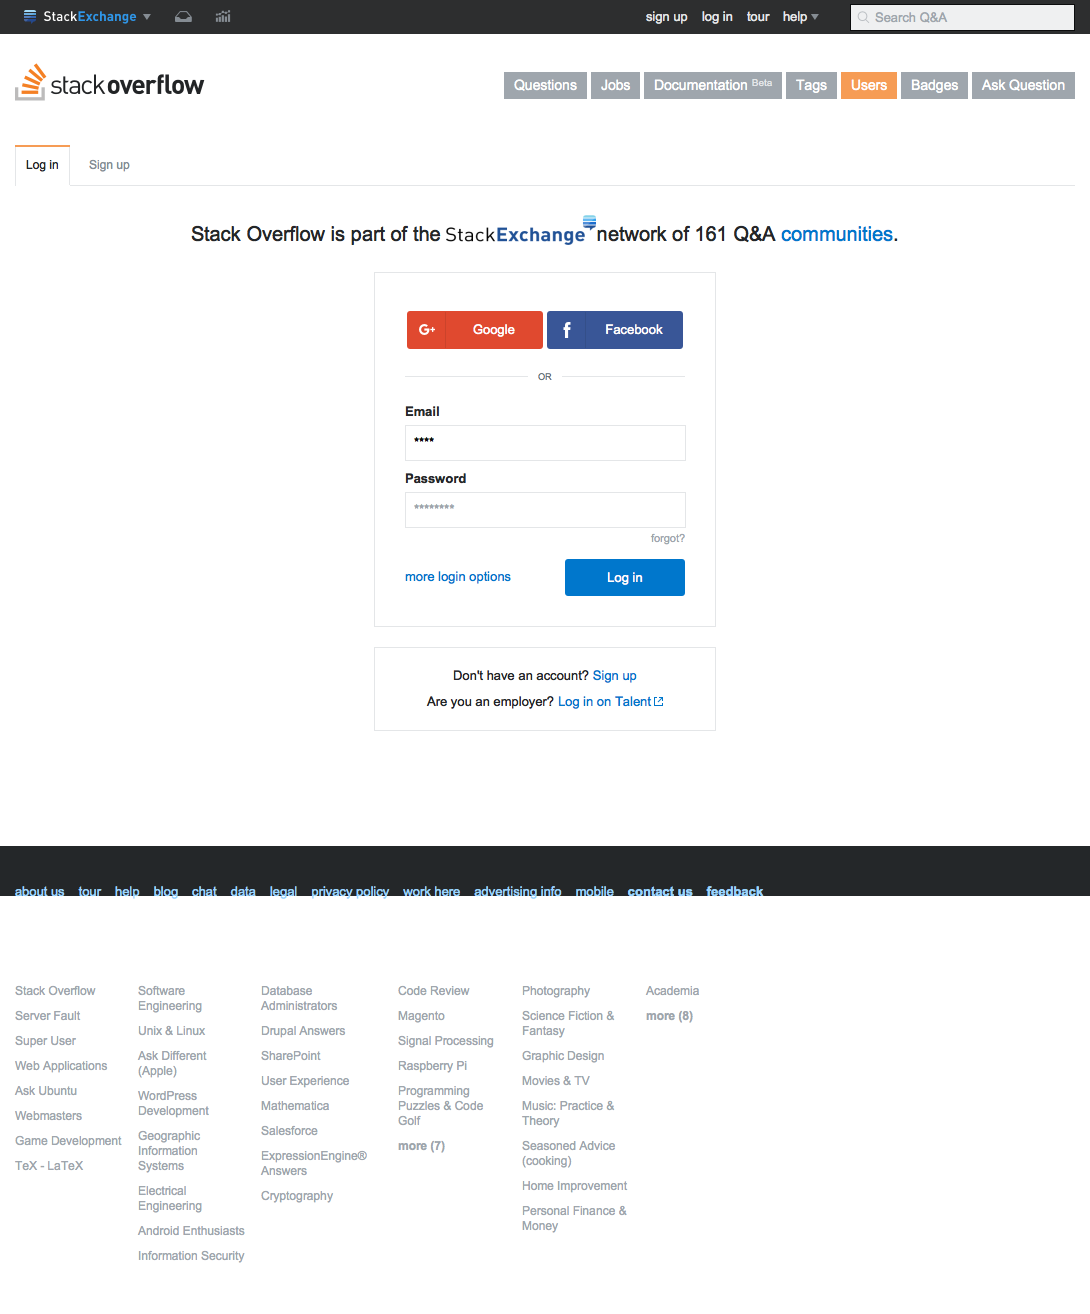 StackExchange
sign up log in tour help
Search Q&A
stackoverflow
Questions Jobs Documentation Beta Tags Users Badges Ask Question
Log in Sign up
Stack Overflow is part of the StackExchange network of 161 Q&A communities.
G+ Google f Facebook
OR
Email
****
Password
********
forgot?
more login options Log in
Don't have an account? Sign up
Are you an employer? Log in on Talent
about us tour help blog chat data legal privacy policy work here advertising info mobile contact us feedback
Stack Overflow
Server Fault
Super User
Web Applications
Ask Ubuntu
Webmasters
Game Development
TeX - LaTeX
Software
Engineering
Unix & Linux
Ask Different
(Apple)
WordPress
Development
Geographic
Information
Systems
Electrical
Engineering
Android Enthusiasts
Information Security
Database
Administrators
Drupal Answers
SharePoint
User Experience
Mathematica
Salesforce
ExpressionEngine®
Answers
Cryptography
Code Review
Magento
Signal Processing
Raspberry Pi
Programming
Puzzles & Code
Golf
more (7)
Photography
Science Fiction &
Fantasy
Graphic Design
Movies & TV
Music: Practice &
Theory
Seasoned Advice
(cooking)
Home Improvement
Personal Finance &
Money
Academia
more (8)